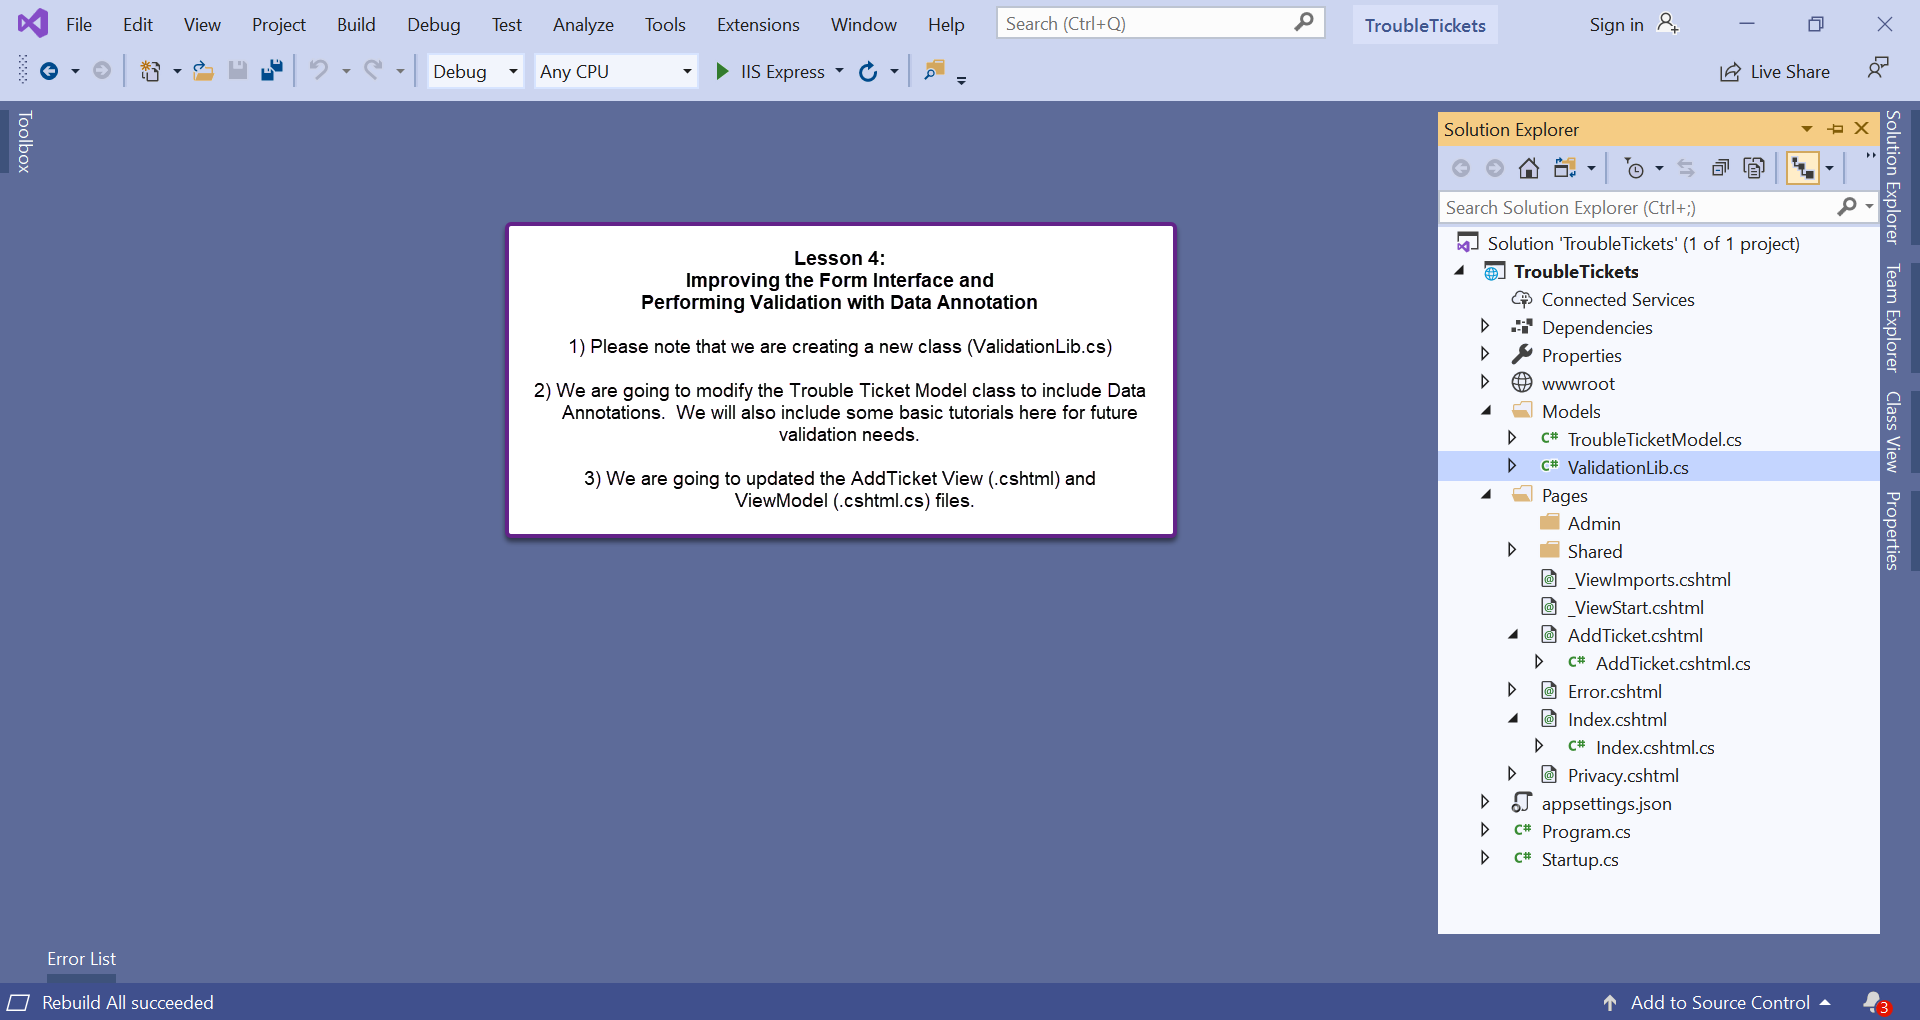 File Edit View Project Build Debug Test Analyze Tools Extensions Window Help Search (Ctrl+Q) TroubleTickets Sign in
Debug Any CPU IIS Express Live Share
Toolbox
Lesson 4:
Improving the Form Interface and
Performing Validation with Data Annotation
1) Please note that we are creating a new class (ValidationLib.cs)
2) We are going to modify the Trouble Ticket Model class to include Data
Annotations. We will also include some basic tutorials here for future
validation needs.
3) We are going to updated the AddTicket View (.cshtml) and
ViewModel (.cshtml.cs) files.
Solution Explorer
Search Solution Explorer (Ctrl+;)
Solution 'TroubleTickets' (1 of 1 project)
TroubleTickets
Connected Services
Dependencies
Properties
wwwroot
Models
C# TroubleTicketModel.cs
C# ValidationLib.cs
Pages
Admin
Shared
_ViewImports.cshtml
_ViewStart.cshtml
AddTicket.cshtml
C# AddTicket.cshtml.cs
Error.cshtml
Index.cshtml
C# Index.cshtml.cs
Privacy.cshtml
appsettings.json
C# Program.cs
C# Startup.cs
Solution Explorer
Team Explorer
Class View
Properties
Error List
Rebuild All succeeded
Add to Source Control 3